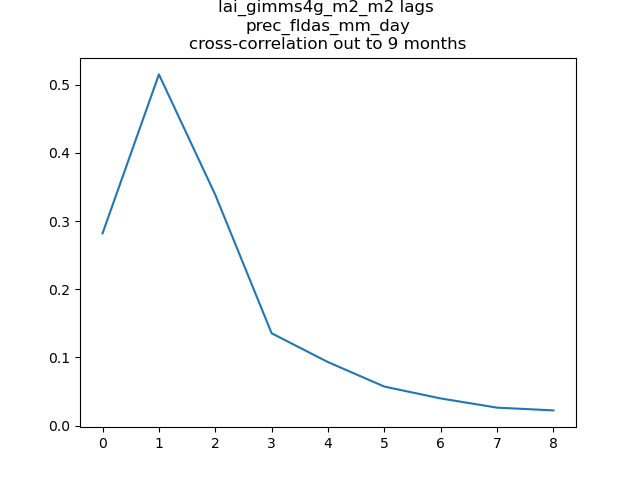 lai_gimms4g_m2_m2 lags
prec_fldas_mm_day
cross-correlation out to 9 months
0.5
0.4
0.3
0.2
0.1
0.0
0 1 2 3 4 5 6 7 8